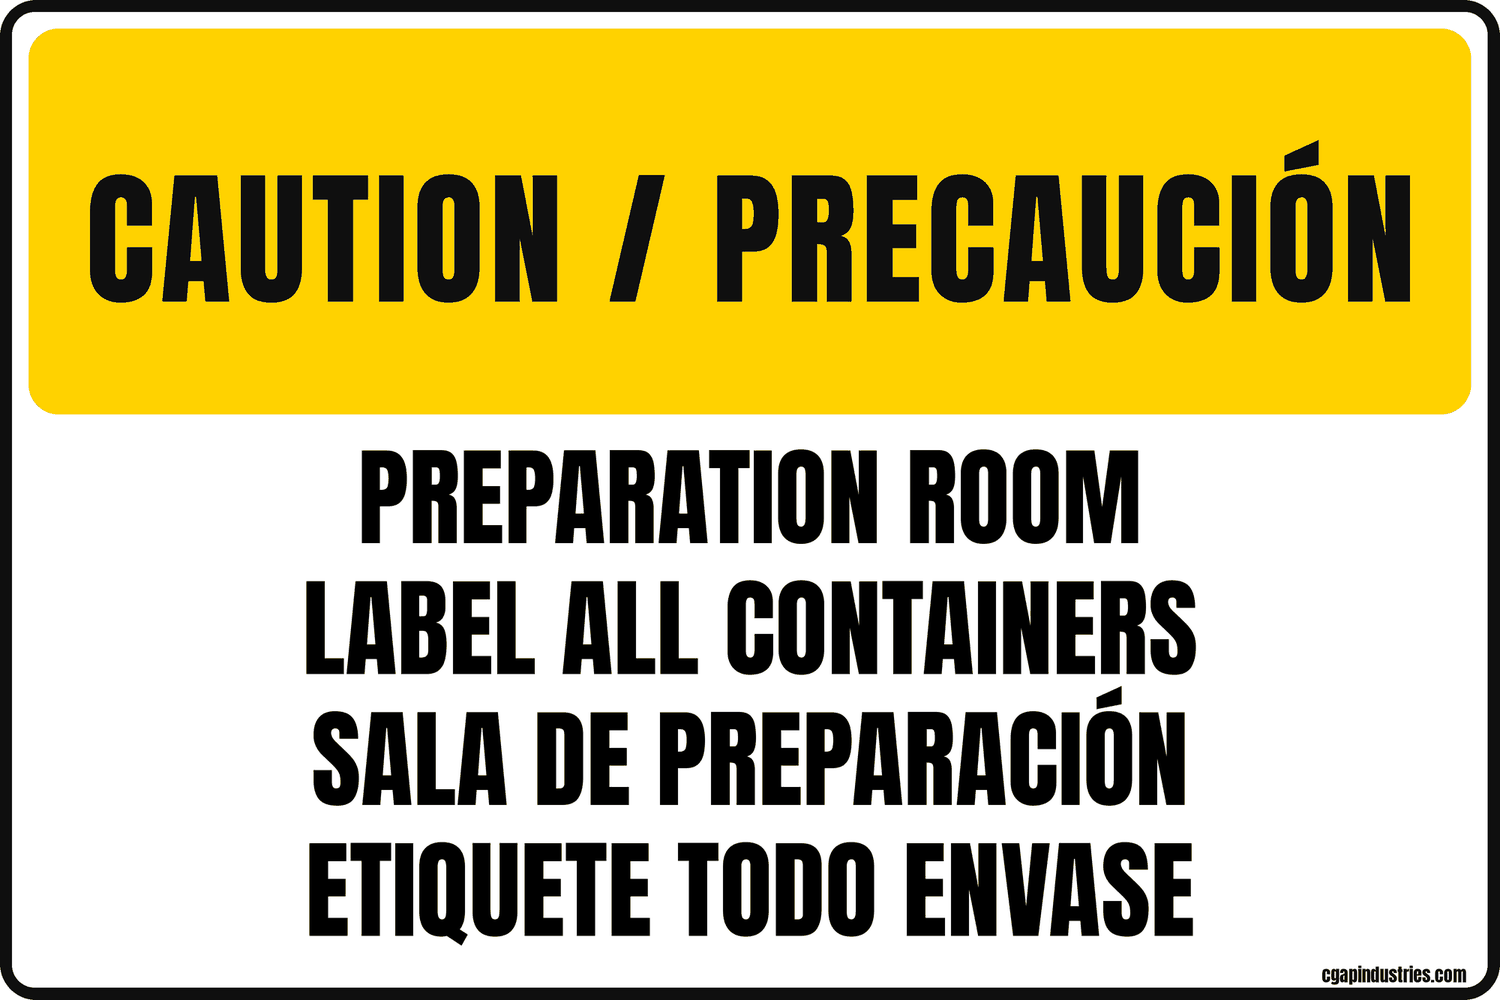 CAUTION / PRECAUCIÓN
PREPARATION ROOM
LABEL ALL CONTAINERS
SALA DE PREPARACIÓN
ETIQUETE TODO ENVASE
cgapindustries.com